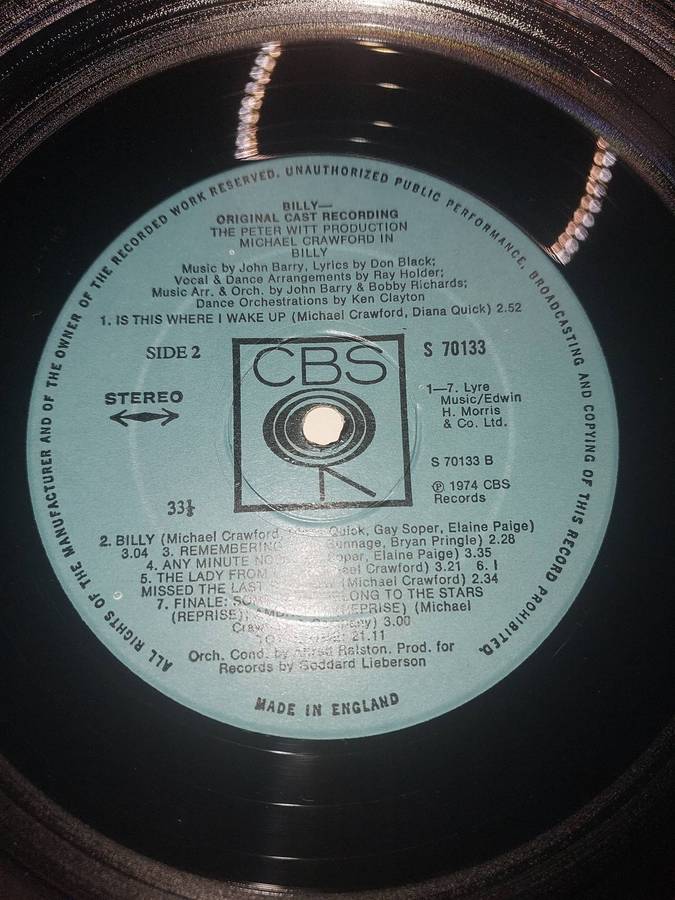 ALL RIGHTS OF THE MANUFACTURER AND OF THE OWNER OF THE RECORDED WORK RESERVED. UNAUTHORIZED PUBLIC PERFORMANCE, BROADCASTING AND COPYING OF THIS RECORD PROHIBITED.
BILLY—
ORIGINAL CAST RECORDING
THE PETER WITT PRODUCTION
MICHAEL CRAWFORD IN
BILLY
Music by John Barry, Lyrics by Don Black;
Vocal & Dance Arrangements by Ray Holder;
Music Arr. & Orch. by John Barry & Bobby Richards;
Dance Orchestrations by Ken Clayton
1. IS THIS WHERE I WAKE UP (Michael Crawford, Diana Quick) 2.52
SIDE 2
CBS
S 70133
STEREO
1—7. Lyre
Music/Edwin
H. Morris
& Co. Ltd.
S 70133 B
℗ 1974 CBS
Records
33⅓
2. BILLY (Michael Crawford, Quick, Gay Soper, Elaine Paige)
3.04 3. REMEMBERING Bunnage, Bryan Pringle) 2.28
4. ANY MINUTE Soper, Elaine Paige) 3.35
5. THE LADY FROM (Michael Crawford) 3.21 6. I
MISSED THE LAST (Michael Crawford) 2.34
7. FINALE: TO THE STARS
(REPRISE), (REPRISE) (Michael
3.00
21.11
Orch. Cond. by Alfred Ralston. Prod. for
Records by Goddard Lieberson
MADE IN ENGLAND